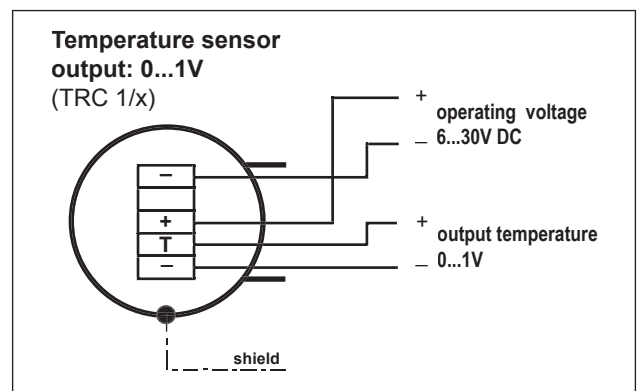 Temperature sensor
output: 0...1V
(TRC 1/x)
+
operating voltage
– 6...30V DC
–
+
T
–
+
output temperature
– 0...1V
shield